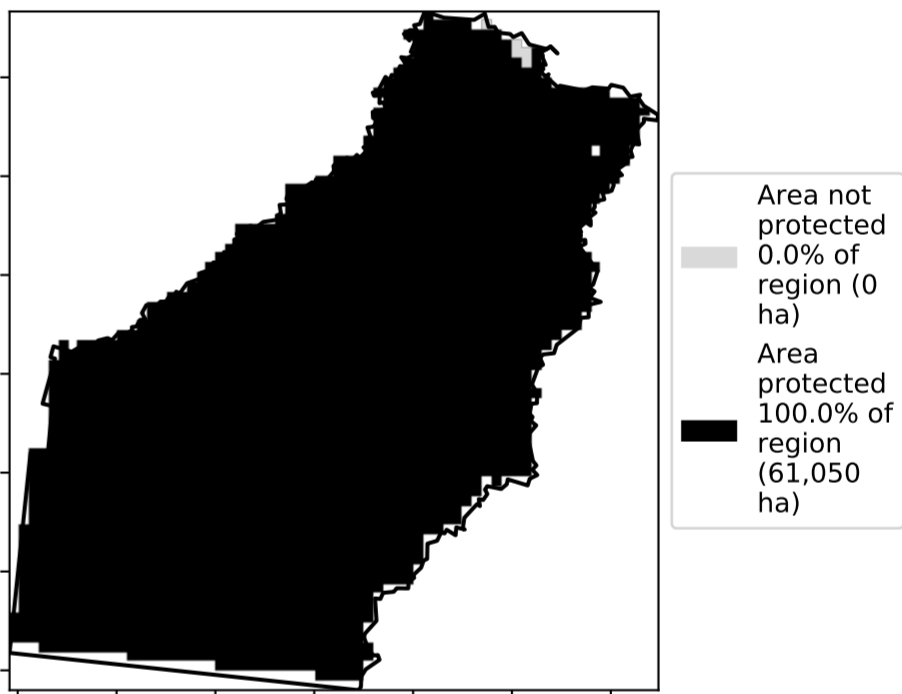 Area not
protected
0.0% of
region (0
ha)
Area
protected
100.0% of
region
(61,050
ha)